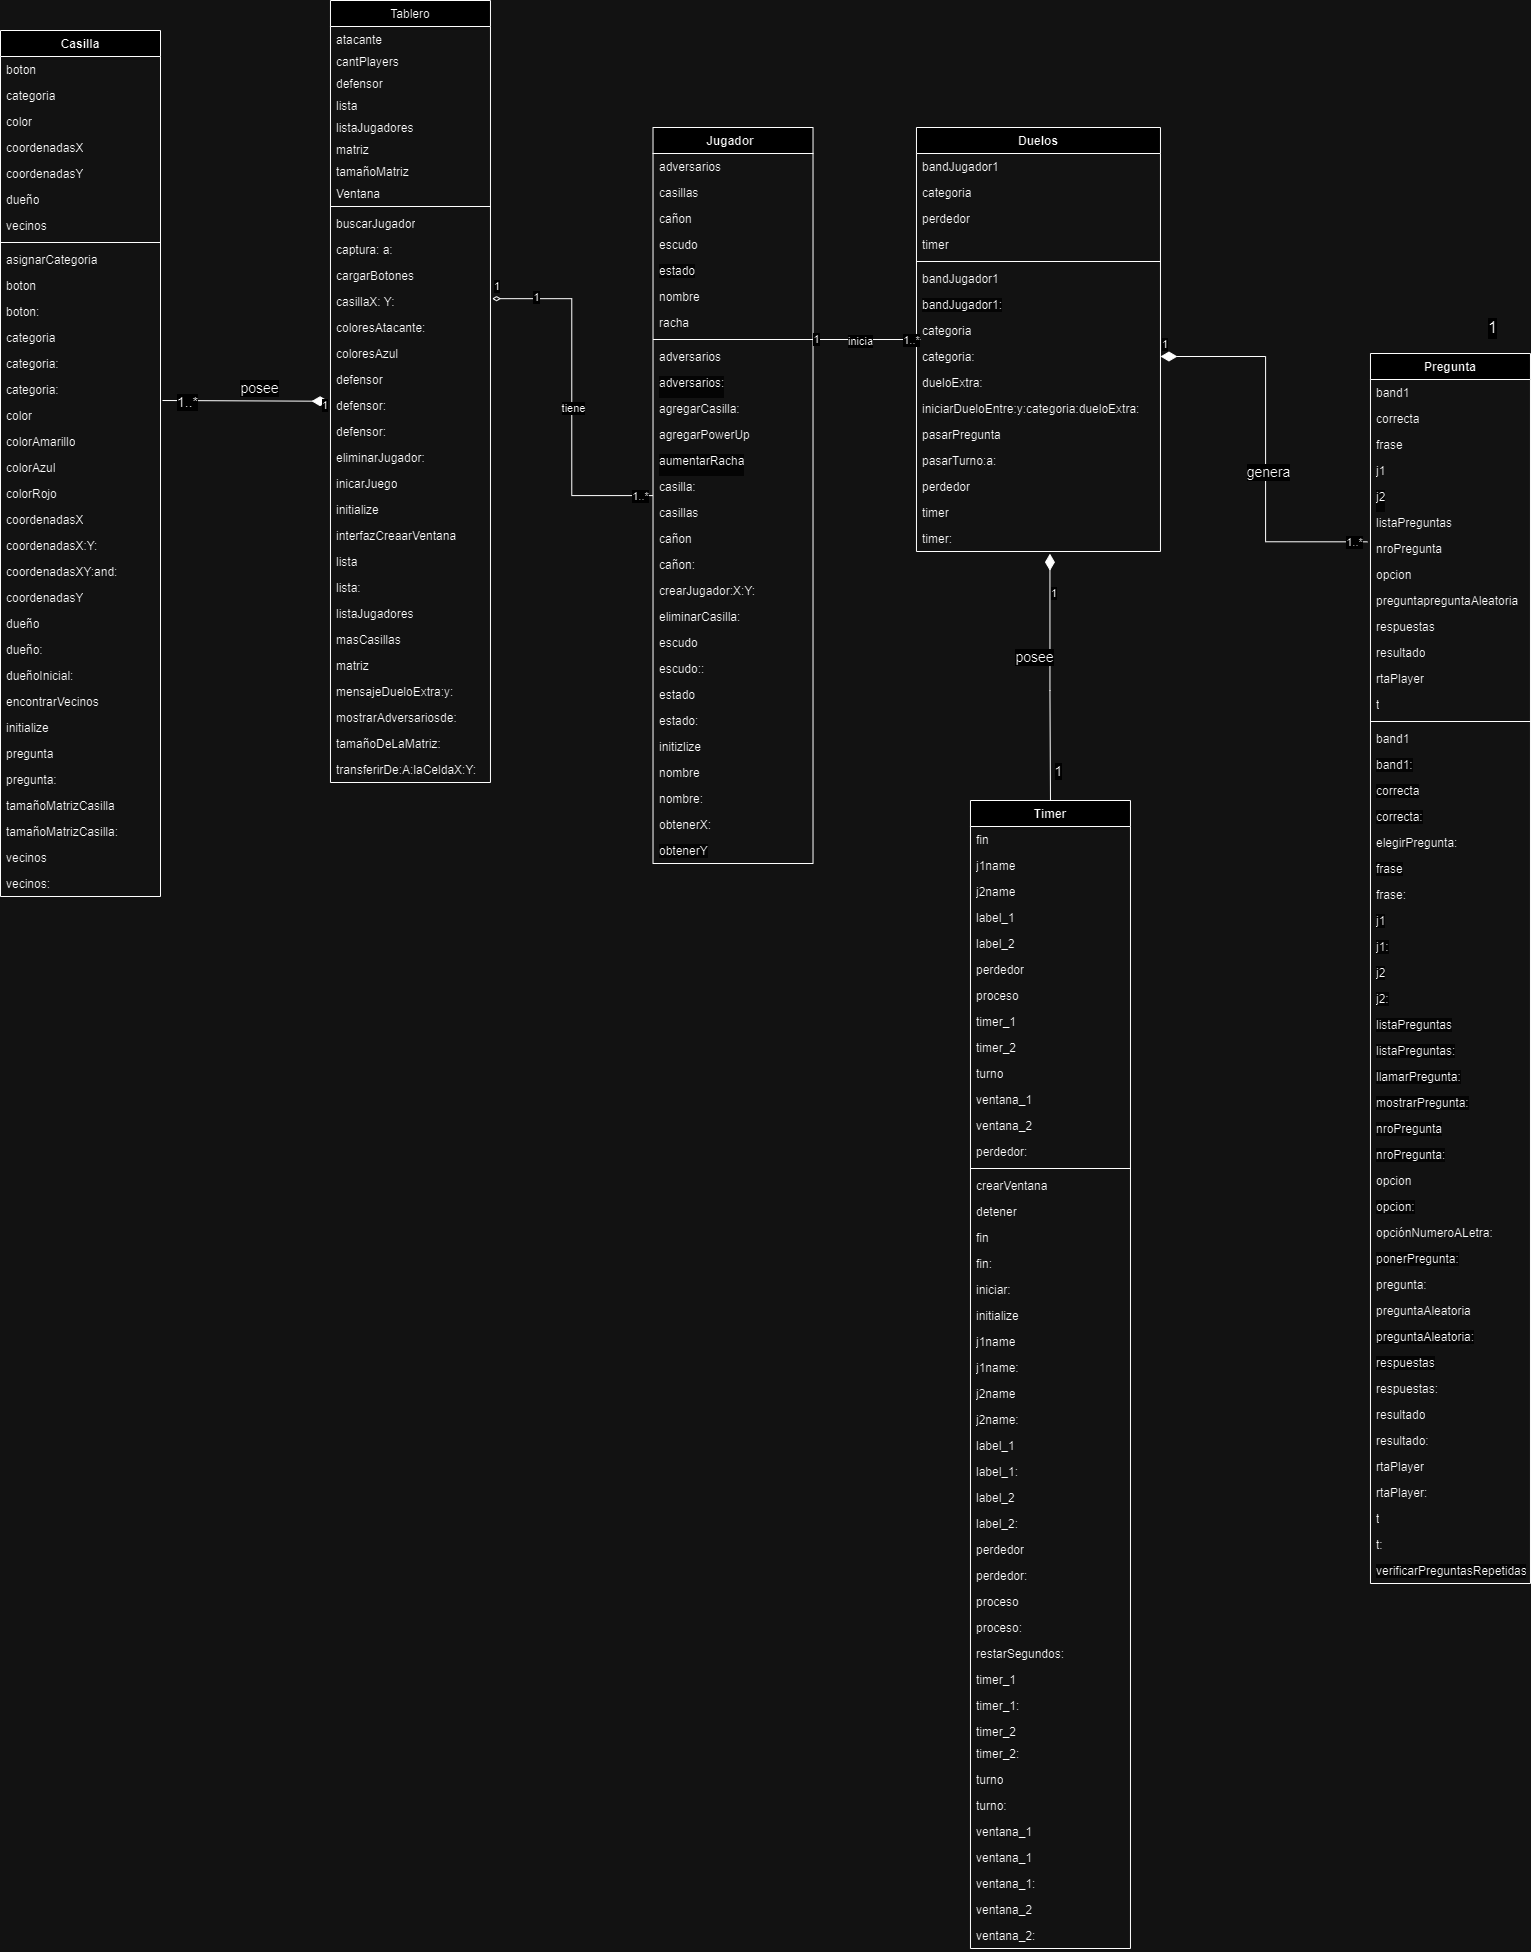 Casilla
boton
categoria
color
coordenadasX
coordenadasY
dueño
vecinos
asignarCategoria
boton
boton:
categoria
categoria:
categoria:
color
colorAmarillo
colorAzul
colorRojo
coordenadasX
coordenadasX:Y:
coordenadasXY:and:
coordenadasY
dueño
dueño:
dueñoInicial:
encontrarVecinos
initialize
pregunta
pregunta:
tamañoMatrizCasilla
tamañoMatrizCasilla:
vecinos
vecinos:
1..*
posee
1
Tablero
atacante
cantPlayers
defensor
lista
listaJugadores
matriz
tamañoMatriz
Ventana
buscarJugador
captura: a:
cargarBotones
casillaX: Y:
coloresAtacante:
coloresAzul
defensor
defensor:
defensor:
eliminarJugador:
inicarJuego
initialize
interfazCreaarVentana
lista
lista:
listaJugadores
masCasillas
matriz
mensajeDueloExtra:y:
mostrarAdversariosde:
tamañoDeLaMatriz:
transferirDe:A:laCeldaX:Y:
1
1
tiene
1..*
Jugador
adversarios
casillas
cañon
escudo
estado
nombre
racha
adversarios
adversarios:
agregarCasilla:
agregarPowerUp
aumentarRacha
casilla:
casillas
cañon
cañon:
crearJugador:X:Y:
eliminarCasilla:
escudo
escudo::
estado
estado:
initizlize
nombre
nombre:
obtenerX:
obtenerY
1
inicia
1..*
Duelos
bandJugador1
categoria
perdedor
timer
bandJugador1
bandJugador1:
categoria
categoria:
dueloExtra:
iniciarDueloEntre:y:categoria:dueloExtra:
pasarPregunta
pasarTurno:a:
perdedor
timer
timer:
1
posee
1
Timer
fin
j1name
j2name
label_1
label_2
perdedor
proceso
timer_1
timer_2
turno
ventana_1
ventana_2
perdedor:
crearVentana
detener
fin
fin:
iniciar:
initialize
j1name
j1name:
j2name
j2name:
label_1
label_1:
label_2
label_2:
perdedor
perdedor:
proceso
proceso:
restarSegundos:
timer_1
timer_1:
timer_2
timer_2:
turno
turno:
ventana_1
ventana_1
ventana_1:
ventana_2
ventana_2:
1
genera
1..*
1
Pregunta
band1
correcta
frase
j1
j2
listaPreguntas
nroPregunta
opcion
preguntapreguntaAleatoria
respuestas
resultado
rtaPlayer
t
band1
band1:
correcta
correcta:
elegirPregunta:
frase
frase:
j1
j1:
j2
j2:
listaPreguntas
listaPreguntas:
llamarPregunta:
mostrarPregunta:
nroPregunta
nroPregunta:
opcion
opcion:
opciónNumeroALetra:
ponerPregunta:
pregunta:
preguntaAleatoria
preguntaAleatoria:
respuestas
respuestas:
resultado
resultado:
rtaPlayer
rtaPlayer:
t
t:
verificarPreguntasRepetidas